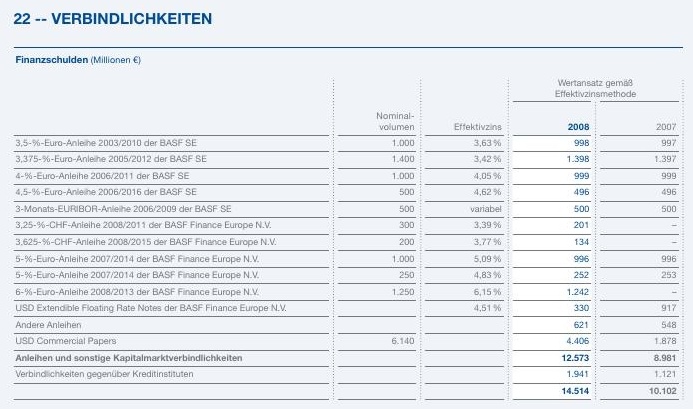 22 -- VERBINDLICHKEITEN
Finanzschulden (Millionen €)
Wertansatz gemäß
Effektivzinsmethode
Nominal-
volumen Effektivzins 2008 2007
3,5-%-Euro-Anleihe 2003/2010 der BASF SE 1.000 3,63 % 998 997
3,375-%-Euro-Anleihe 2005/2012 der BASF SE 1.400 3,42 % 1.398 1.397
4-%-Euro-Anleihe 2006/2011 der BASF SE 1.000 4,05 % 999 999
4,5-%-Euro-Anleihe 2006/2016 der BASF SE 500 4,62 % 496 496
3-Monats-EURIBOR-Anleihe 2006/2009 der BASF SE 500 variabel 500 500
3,25-%-CHF-Anleihe 2008/2011 der BASF Finance Europe N.V. 300 3,39 % 201 –
3,625-%-CHF-Anleihe 2008/2015 der BASF Finance Europe N.V. 200 3,77 % 134 –
5-%-Euro-Anleihe 2007/2014 der BASF Finance Europe N.V. 1.000 5,09 % 996 996
5-%-Euro-Anleihe 2007/2014 der BASF Finance Europe N.V. 250 4,83 % 252 253
6-%-Euro-Anleihe 2008/2013 der BASF Finance Europe N.V. 1.250 6,15 % 1.242 –
USD Extendible Floating Rate Notes der BASF Finance Europe N.V. 4,51 % 330 917
Andere Anleihen 621 548
USD Commercial Papers 6.140 4.406 1.878
Anleihen und sonstige Kapitalmarktverbindlichkeiten 12.573 8.981
Verbindlichkeiten gegenüber Kreditinstituten 1.941 1.121
14.514 10.102